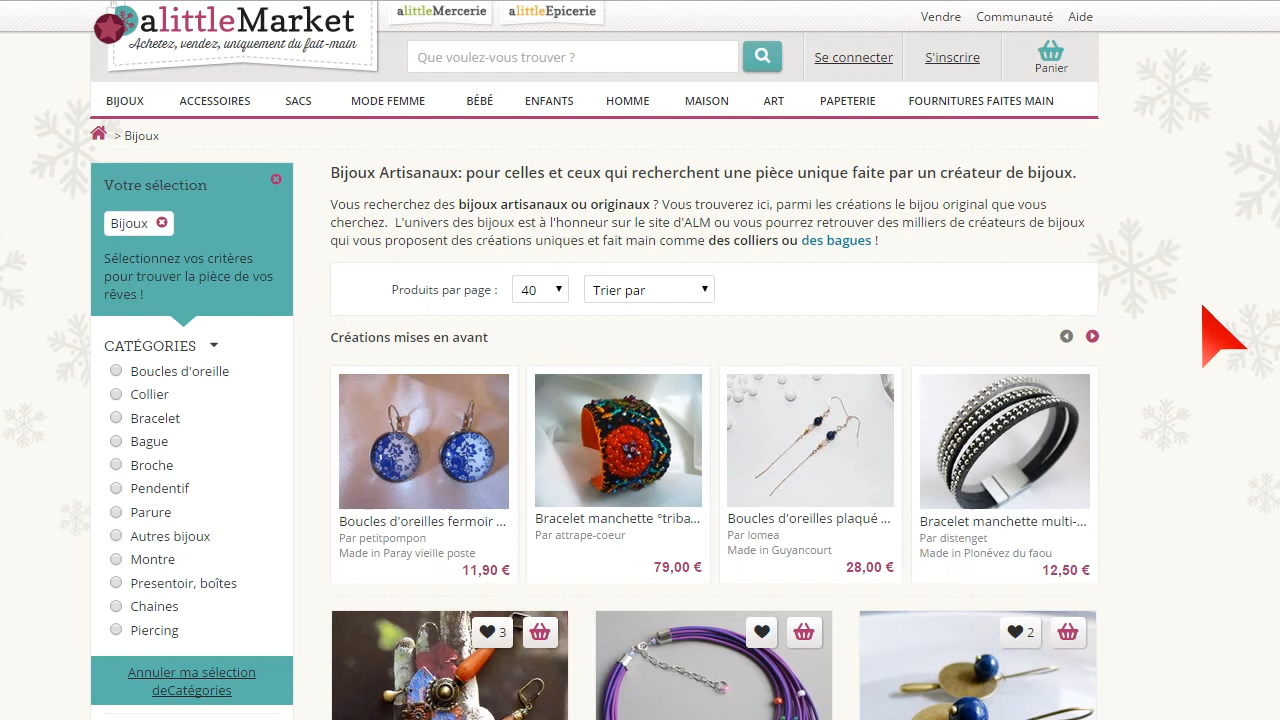 alittleMercerie alittleEpicerie Vendre Communauté Aide
alittleMarket
Achetez, vendez, uniquement du fait-main
Que voulez-vous trouver ? Se connecter S'inscrire Panier
BIJOUX ACCESSOIRES SACS MODE FEMME BÉBÉ ENFANTS HOMME MAISON ART PAPETERIE FOURNITURES FAITES MAIN
> Bijoux
Votre sélection
Bijoux
Sélectionnez vos critères
pour trouver la pièce de vos
rêves !
CATÉGORIES
Boucles d'oreille
Collier
Bracelet
Bague
Broche
Pendentif
Parure
Autres bijoux
Montre
Presentoir, boîtes
Chaines
Piercing
Annuler ma sélection
deCatégories
Bijoux Artisanaux: pour celles et ceux qui recherchent une pièce unique faite par un créateur de bijoux.
Vous recherchez des bijoux artisanaux ou originaux ? Vous trouverez ici, parmi les créations le bijou original que vous
cherchez. L'univers des bijoux est à l'honneur sur le site d'ALM ou vous pourrez retrouver des milliers de créateurs de bijoux
qui vous proposent des créations uniques et fait main comme des colliers ou des bagues !
Produits par page : 40 Trier par
Créations mises en avant
Boucles d'oreilles fermoir ...
Par petitpompon
Made in Paray vieille poste
11,90 €
Bracelet manchette °triba...
Par attrape-coeur
79,00 €
Boucles d'oreilles plaqué ...
Par lomea
Made in Guyancourt
28,00 €
Bracelet manchette multi-...
Par distenget
Made in Plonévez du faou
12,50 €
3
2